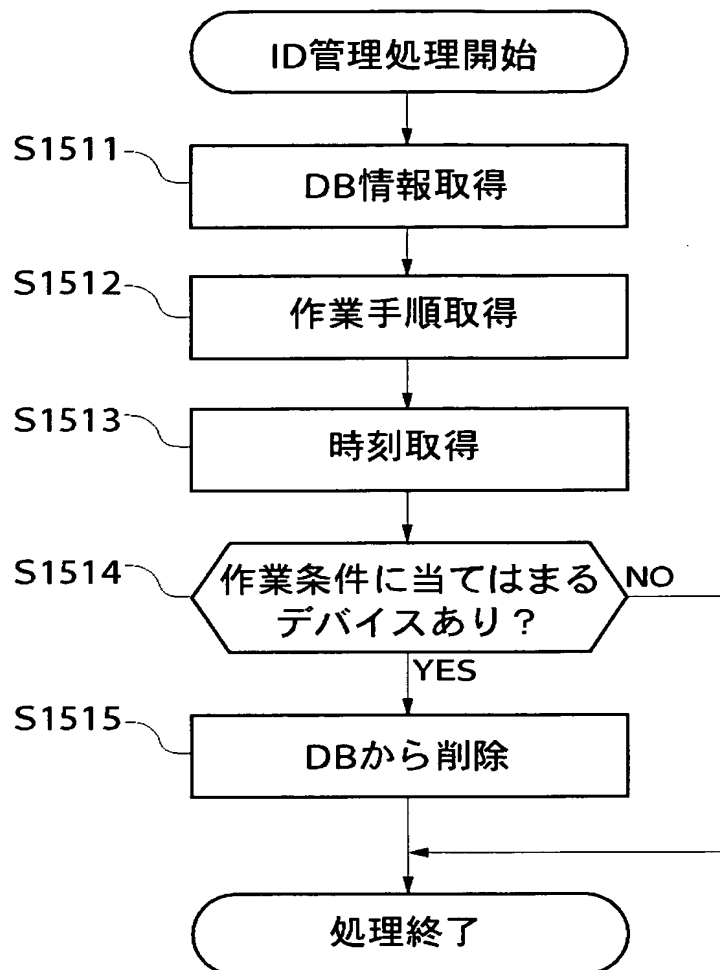 ID管理処理開始
S1511
DB情報取得
S1512
作業手順取得
S1513
時刻取得
S1514
作業条件に当てはまる
デバイスあり？
NO
YES
S1515
DBから削除
処理終了